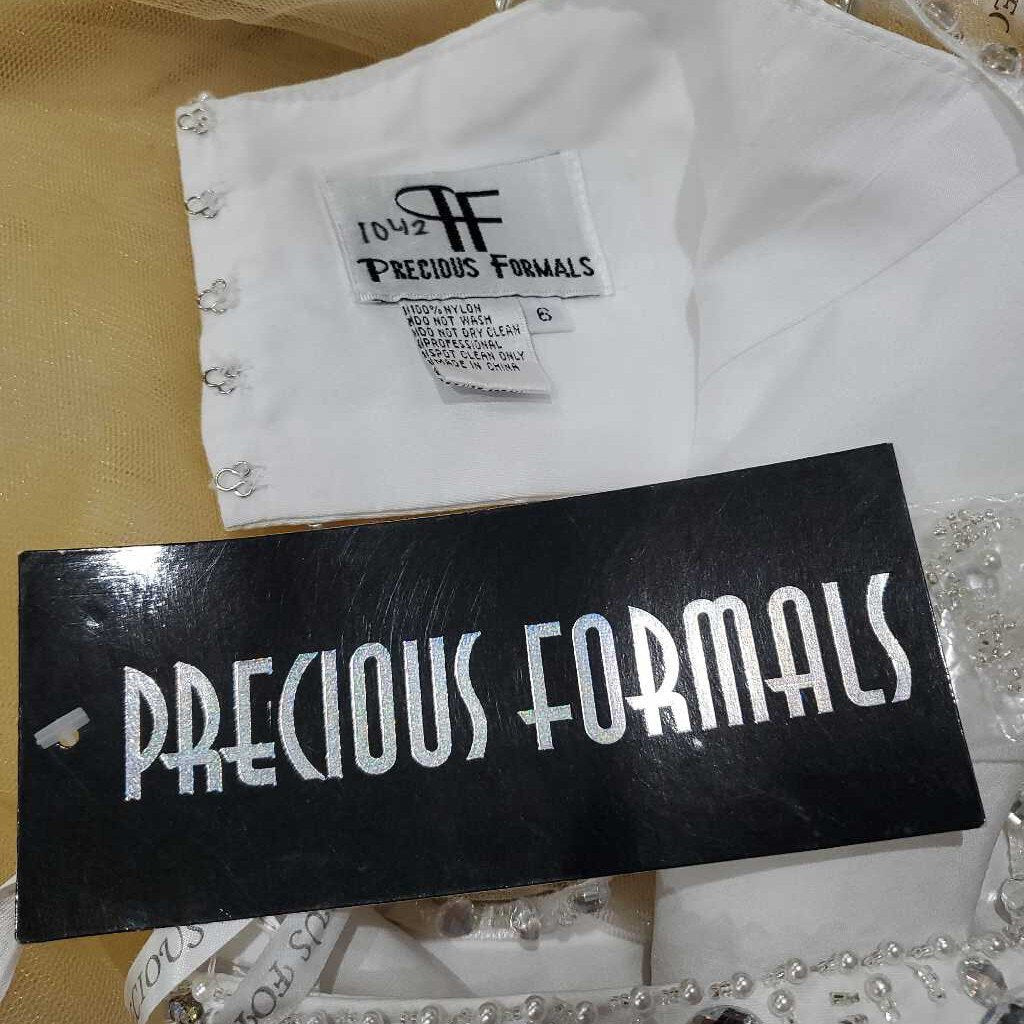 1042 PF
PRECIOUS FORMALS
100% NYLON
DO NOT WASH
DO NOT DRY CLEAN
PROFESSIONAL
SPOT CLEAN ONLY
MADE IN CHINA
6
PRECIOUS FORMALS